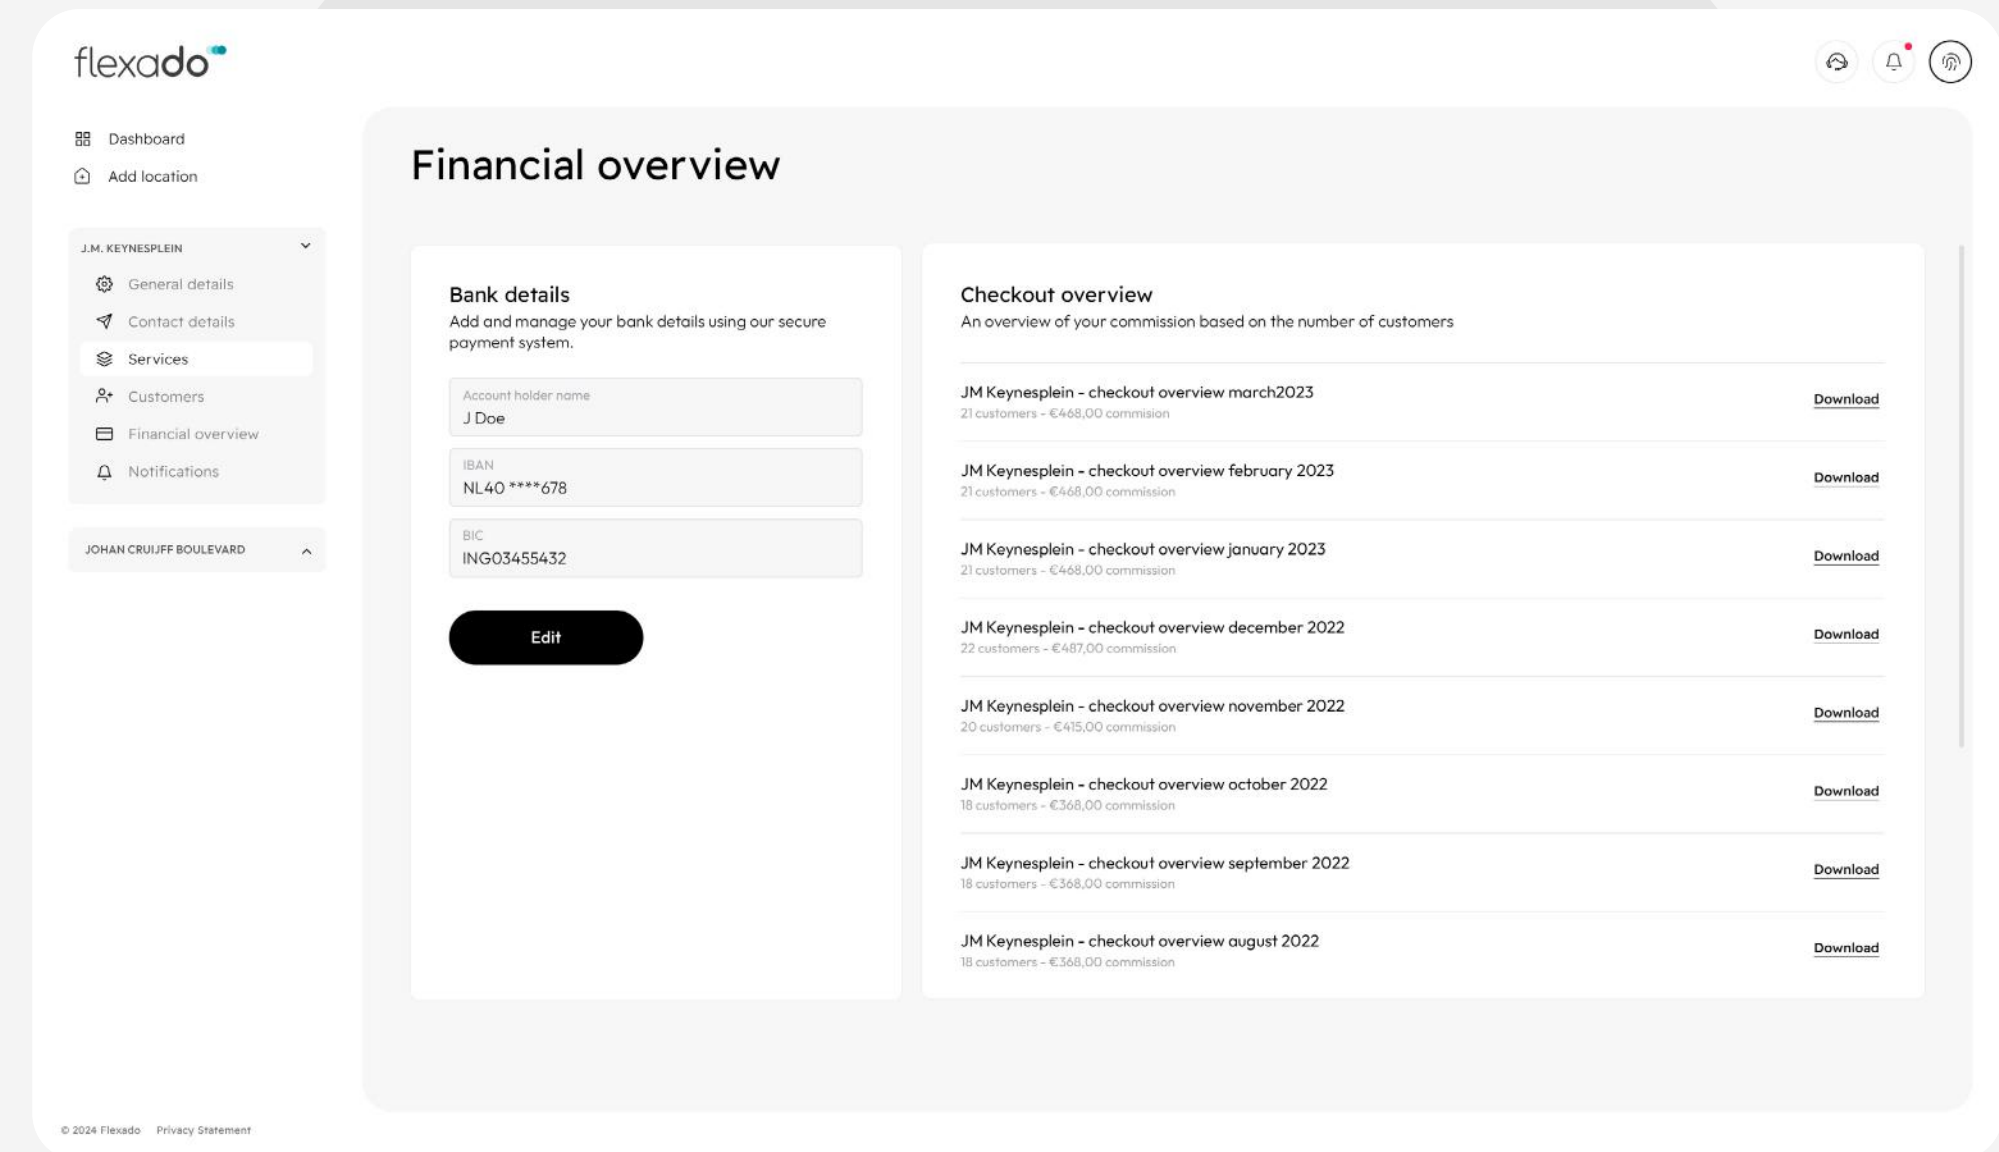 flexado
Dashboard
Add location
J.M. KEYNESPLEIN
General details
Contact details
Services
Customers
Financial overview
Notifications
JOHAN CRUIJFF BOULEVARD
Financial overview
Bank details
Add and manage your bank details using our secure
payment system.
Account holder name
J Doe
IBAN
NL40 ****678
BIC
ING03455432
Edit
Checkout overview
An overview of your commission based on the number of customers
JM Keynesplein - checkout overview march2023
21 customers - €468,00 commision
Download
JM Keynesplein - checkout overview february 2023
21 customers - €468,00 commission
Download
JM Keynesplein - checkout overview january 2023
21 customers - €468,00 commission
Download
JM Keynesplein - checkout overview december 2022
22 customers - €487,00 commission
Download
JM Keynesplein - checkout overview november 2022
20 customers - €415,00 commission
Download
JM Keynesplein - checkout overview october 2022
18 customers - €368,00 commission
Download
JM Keynesplein - checkout overview september 2022
18 customers - €368,00 commission
Download
JM Keynesplein - checkout overview august 2022
18 customers - €368,00 commission
Download
© 2024 Flexado Privacy Statement